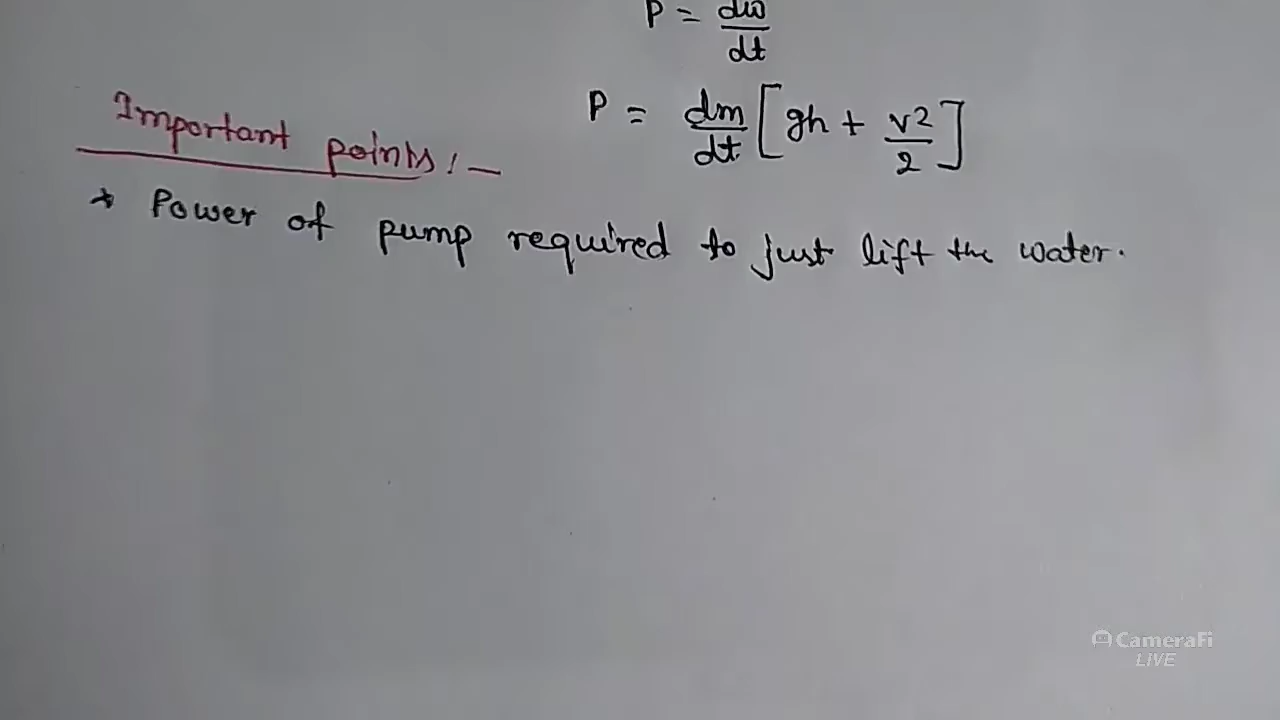 P = dw/dt
P = dm/dt [gh + v²/2]
Important points:-
* Power of pump required to just lift the water.
CameraFi
LIVE